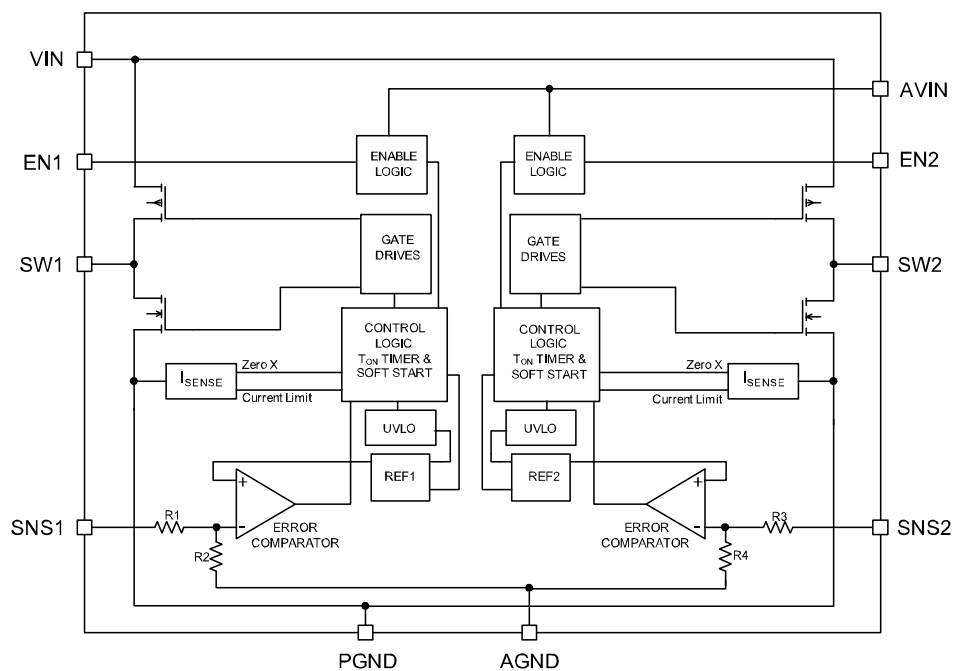 VIN
AVIN
EN1
ENABLE
LOGIC
ENABLE
LOGIC
EN2
GATE
DRIVES
GATE
DRIVES
SW1
SW2
CONTROL
LOGIC
TON TIMER &
SOFT START
CONTROL
LOGIC
TON TIMER &
SOFT START
ISENSE
Zero X
Current Limit
Zero X
Current Limit
ISENSE
UVLO
UVLO
REF1
REF2
+
-
+
-
SNS1
R1
R2
ERROR
COMPARATOR
ERROR
COMPARATOR
R3
R4
SNS2
PGND
AGND